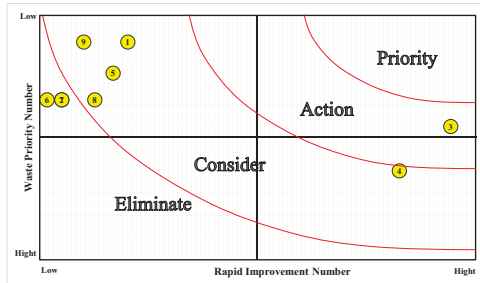 Low
Waste Priority Number
Hight
9
1
5
6
2
8
3
4
Priority
Action
Consider
Eliminate
Low
Rapid Improvement Number
Hight